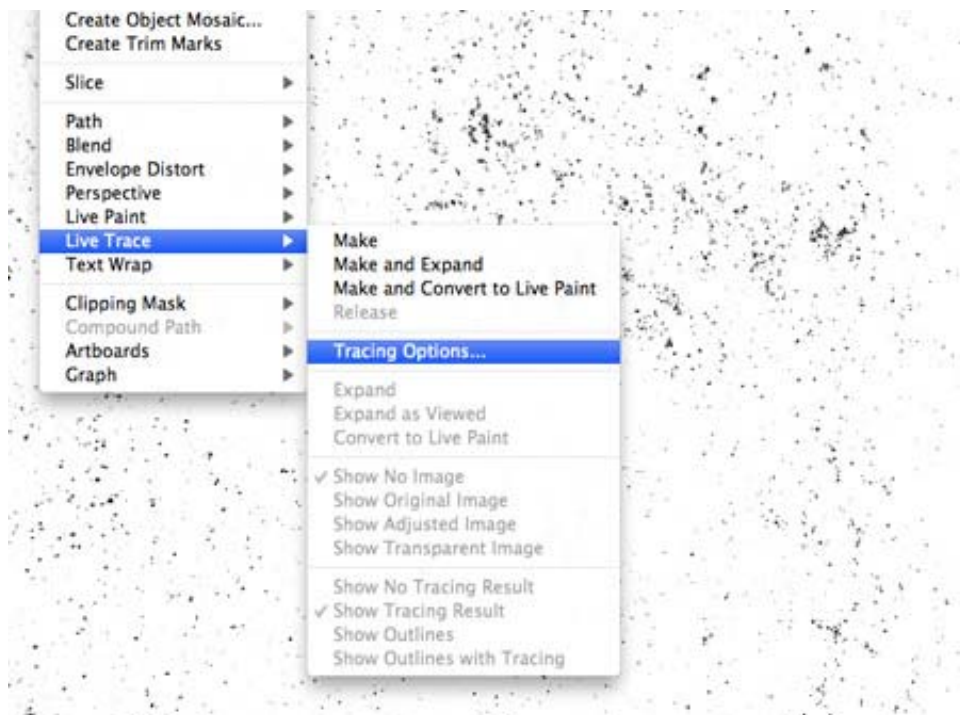 Create Object Mosaic...
Create Trim Marks
Slice
Path
Blend
Envelope Distort
Perspective
Live Paint
Live Trace
Text Wrap
Clipping Mask
Compound Path
Artboards
Graph
Make
Make and Expand
Make and Convert to Live Paint
Release
Tracing Options...
Expand
Expand as Viewed
Convert to Live Paint
Show No Image
Show Original Image
Show Adjusted Image
Show Transparent Image
Show No Tracing Result
Show Tracing Result
Show Outlines
Show Outlines with Tracing